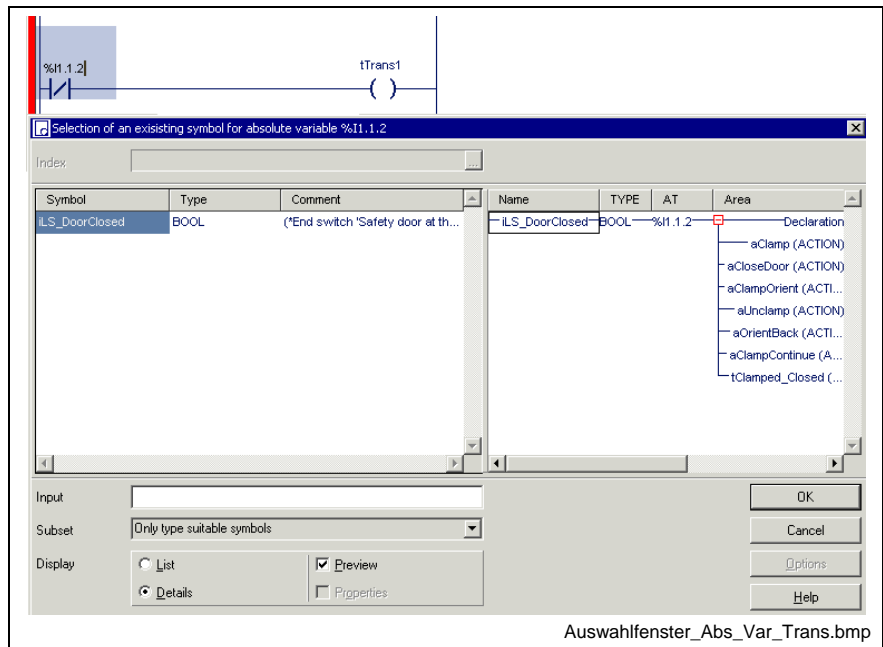 %I1.1.2
tTrans1
Selection of an exisisting symbol for absolute variable %I1.1.2
Index
...
Symbol Type Comment
iLS_DoorClosed BOOL (*End switch 'Safety door at th...
Name TYPE AT Area
iLS_DoorClosed BOOL %I1.1.2 Declaration
aClamp (ACTION)
aCloseDoor (ACTION)
aClampOrient (ACTI...
aUnclamp (ACTION)
aOrientBack (ACTI...
aClampContinue (A...
tClamped_Closed (...
Input
Subset Only type suitable symbols
Display List Preview
Details Properties
OK
Cancel
Options
Help
Auswahlfenster_Abs_Var_Trans.bmp